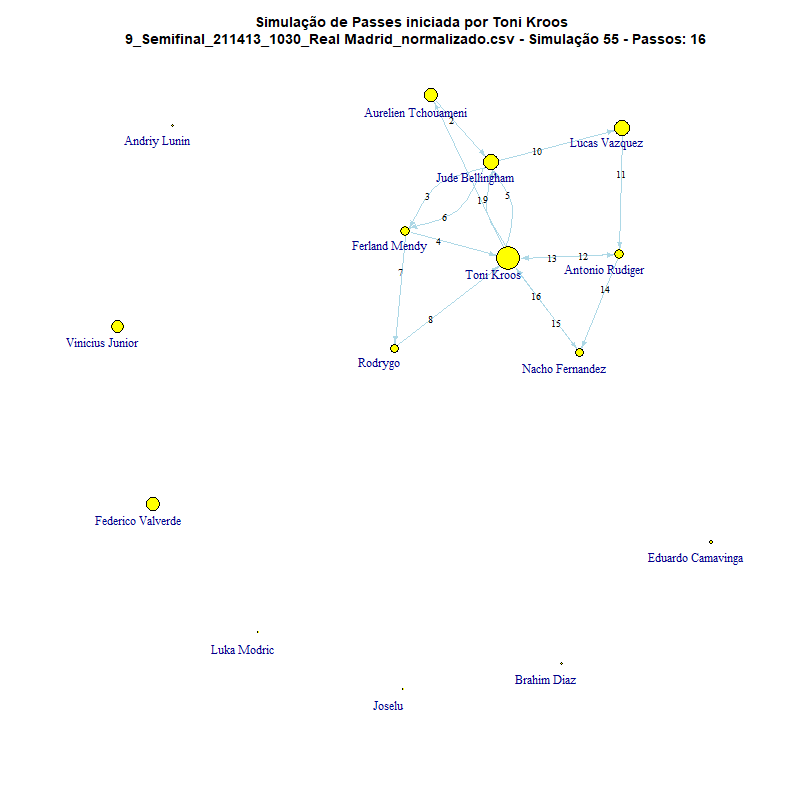 Simulação de Passes iniciada por Toni Kroos
9_Semifinal_211413_1030_Real Madrid_normalizado.csv - Simulação 55 - Passos: 16
Aurelien Tchouameni
2
Andriy Lunin
Lucas Vazquez
10
Jude Bellingham
11
3
19
5
6
Ferland Mendy
4
Toni Kroos
13
12
Antonio Rudiger
7
14
16
8
15
Vinicius Junior
Rodrygo
Nacho Fernandez
Federico Valverde
Eduardo Camavinga
Luka Modric
Brahim Diaz
Joselu